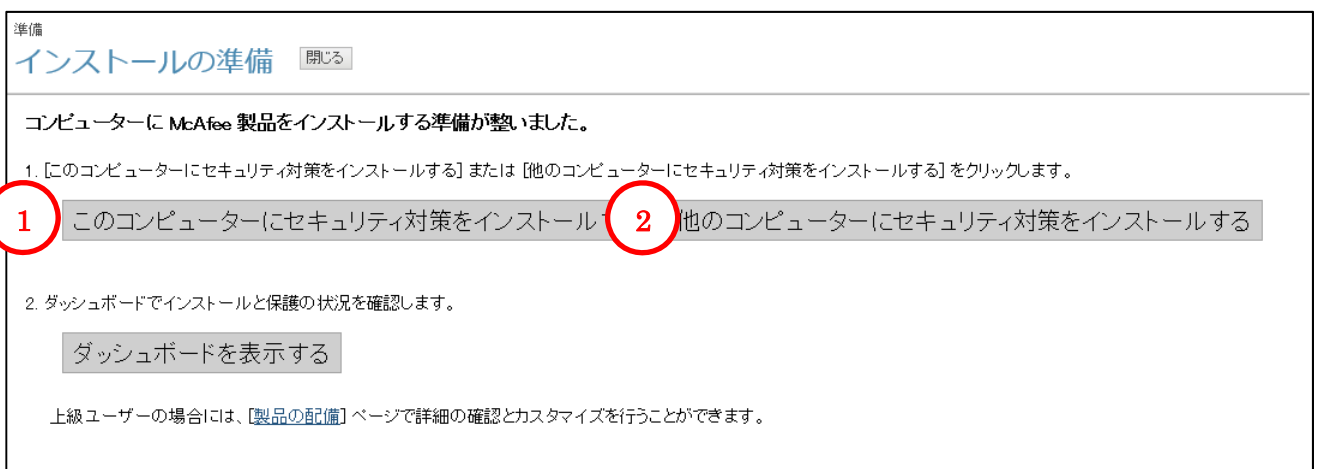 準備
インストールの準備 閉じる
コンピューターに McAfee 製品をインストールする準備が整いました。
1. [このコンピューターにセキュリティ対策をインストールする] または [他のコンピューターにセキュリティ対策をインストールする] をクリックします。
1 このコンピューターにセキュリティ対策をインストール 2 他のコンピューターにセキュリティ対策をインストールする
2. ダッシュボードでインストールと保護の状況を確認します。
ダッシュボードを表示する
上級ユーザーの場合には、[製品の配備] ページで詳細の確認とカスタマイズを行うことができます。